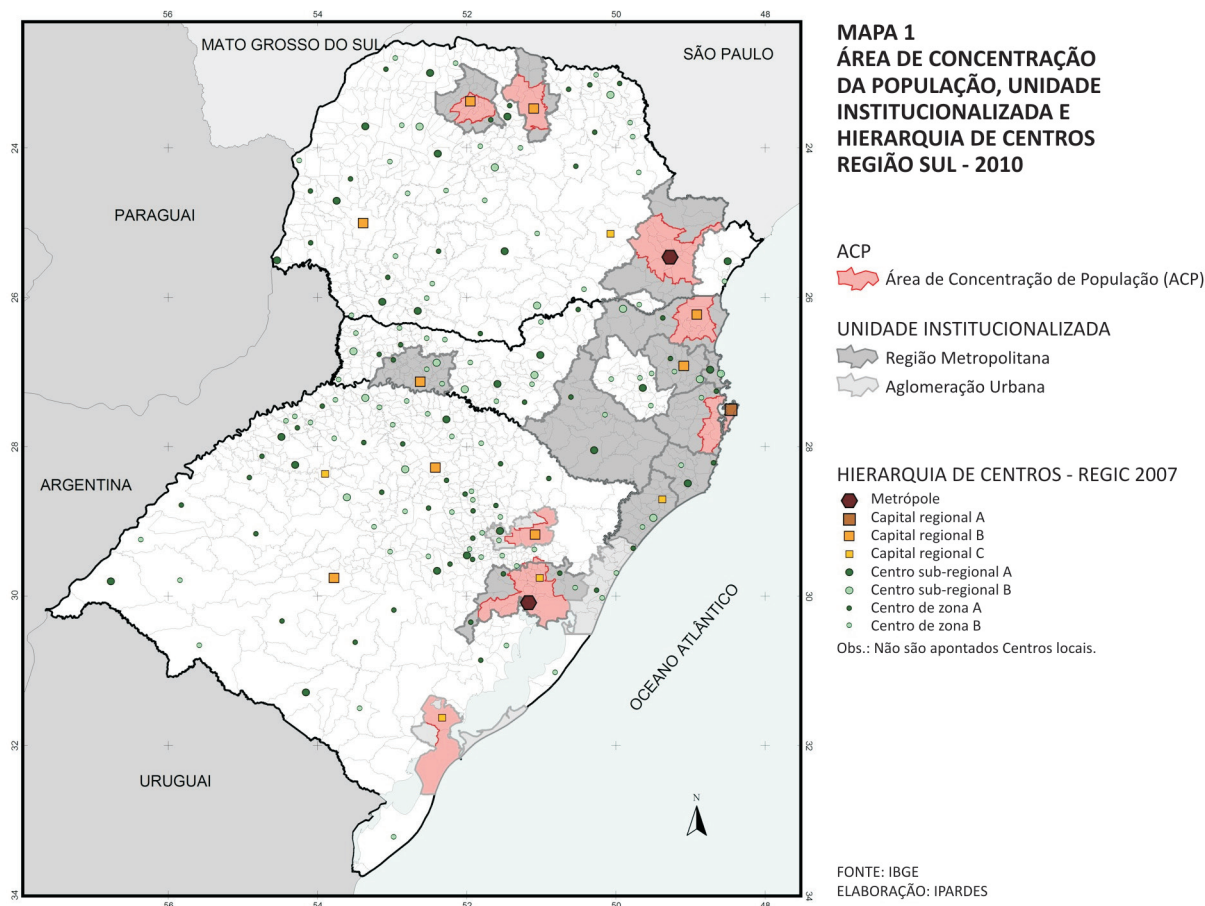 MAPA 1
ÁREA DE CONCENTRAÇÃO
DA POPULAÇÃO, UNIDADE
INSTITUCIONALIZADA E
HIERARQUIA DE CENTROS
REGIÃO SUL - 2010
ACP
Área de Concentração de População (ACP)
UNIDADE INSTITUCIONALIZADA
Região Metropolitana
Aglomeração Urbana
HIERARQUIA DE CENTROS - REGIC 2007
Metrópole
Capital regional A
Capital regional B
Capital regional C
Centro sub-regional A
Centro sub-regional B
Centro de zona A
Centro de zona B
Obs.: Não são apontados Centros locais.
FONTE: IBGE
ELABORAÇÃO: IPARDES
56
54
52
50
48
MATO GROSSO DO SUL
SÃO PAULO
24
24
PARAGUAI
26
26
28
28
ARGENTINA
30
30
OCEANO ATLÂNTICO
32
32
URUGUAI
N
34
34
56
54
52
50
48